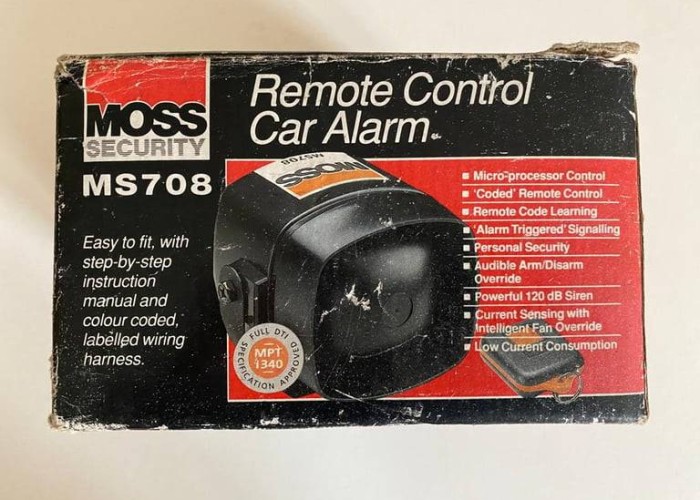 MOSS
SECURITY
MS708
Remote Control
Car Alarm
Easy to fit, with
step-by-step
instruction
manual and
colour coded,
labelled wiring
harness.
MOSS
MS708
FULL DTI
MPT
1340
SPECIFICATION APPROVED
Micro-processor Control
'Coded' Remote Control
Remote Code Learning
'Alarm Triggered' Signalling
Personal Security
Audible Arm/Disarm
Override
Powerful 120 dB Siren
Current Sensing with
Intelligent Fan Override
Low Current Consumption